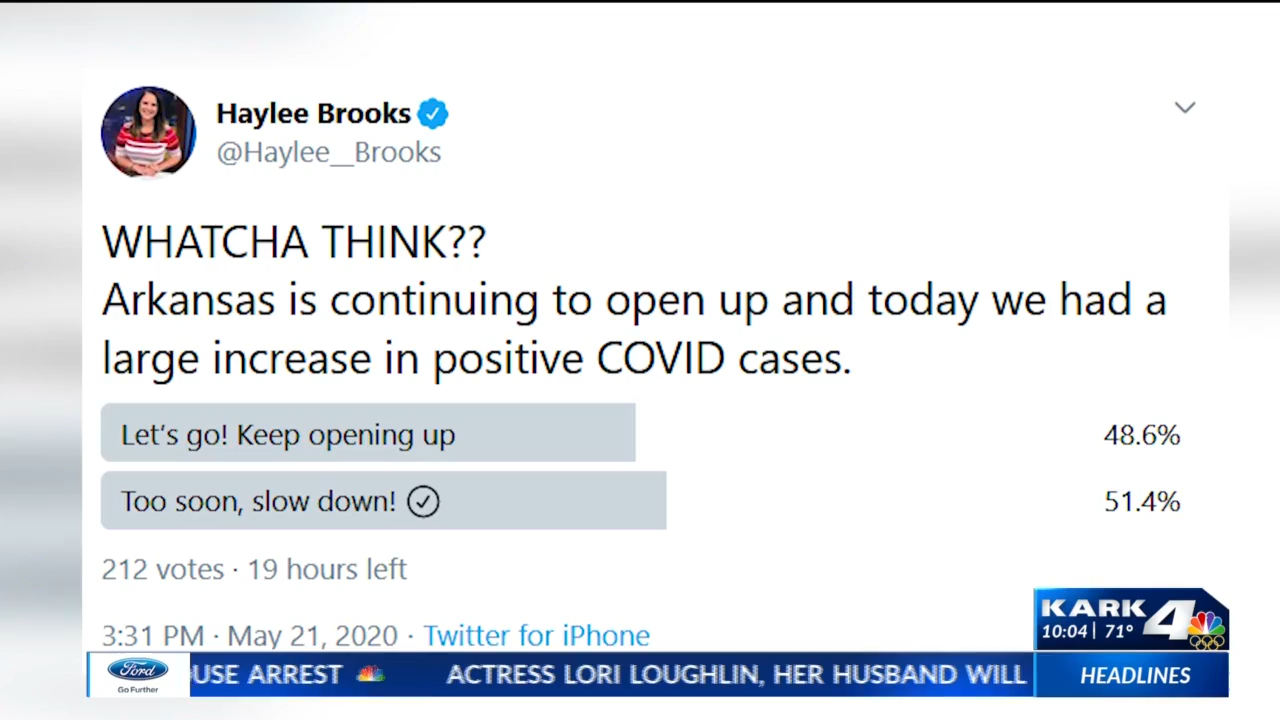 Haylee Brooks
@Haylee__Brooks
WHATCHA THINK??
Arkansas is continuing to open up and today we had a
large increase in positive COVID cases.
Let's go! Keep opening up 48.6%
Too soon, slow down! 51.4%
212 votes · 19 hours left
3:31 PM · May 21, 2020 · Twitter for iPhone
KARK 4
10:04 | 71°
Ford
Go Further
USE ARREST ACTRESS LORI LOUGHLIN, HER HUSBAND WILL
HEADLINES